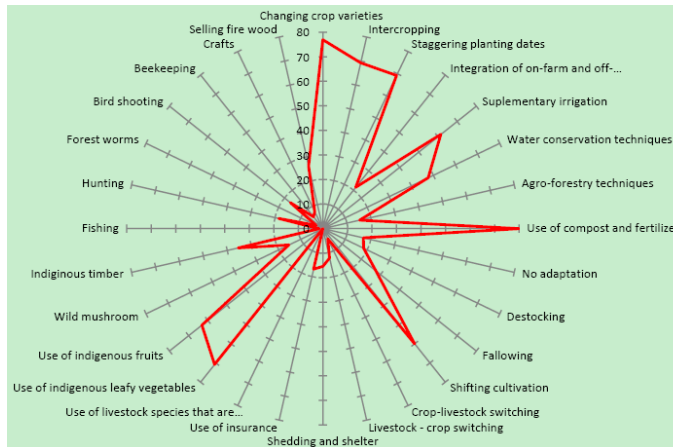 Changing crop varieties
80
70
60
50
40
30
20
10
0
Intercropping
Staggering planting dates
Integration of on-farm and off-...
Suplementary irrigation
Water conservation techniques
Agro-forestry techniques
Use of compost and fertilize
No adaptation
Destocking
Fallowing
Shifting cultivation
Crop-livestock switching
Livestock - crop switching
Shedding and shelter
Use of insurance
Use of livestock species that are...
Use of indigenous leafy vegetables
Use of indigenous fruits
Wild mushroom
Indiginous timber
Fishing
Hunting
Forest worms
Bird shooting
Beekeeping
Crafts
Selling fire wood